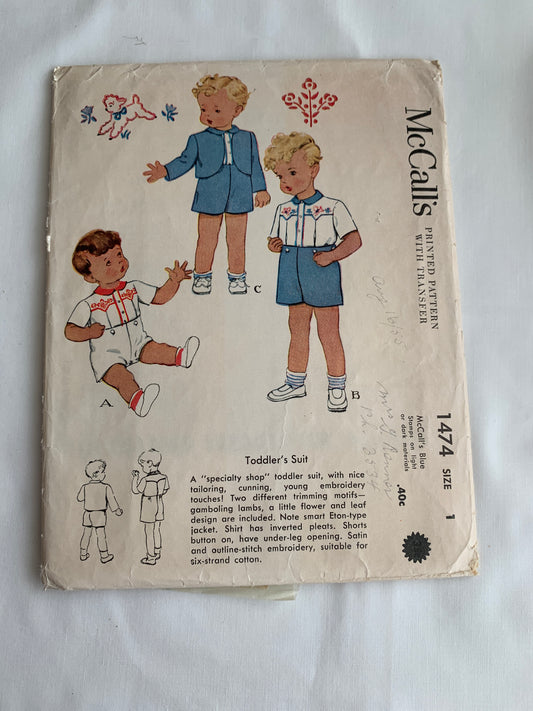 McCall's
PRINTED PATTERN
WITH TRANSFER
1474 SIZE 1
McCall's Blue
Stamps on light
or dark materials
.40c
A
C
B
Toddler's Suit
A "specialty shop" toddler suit, with nice
tailoring, cunning, young embroidery
touches! Two different trimming motifs—
gamboling lambs, a little flower and leaf
design are included. Note smart Eton-type
jacket. Shirt has inverted pleats. Shorts
button on, have under-leg opening. Satin
and autline-stitch embroidery, suitable for
six-strand cotton.